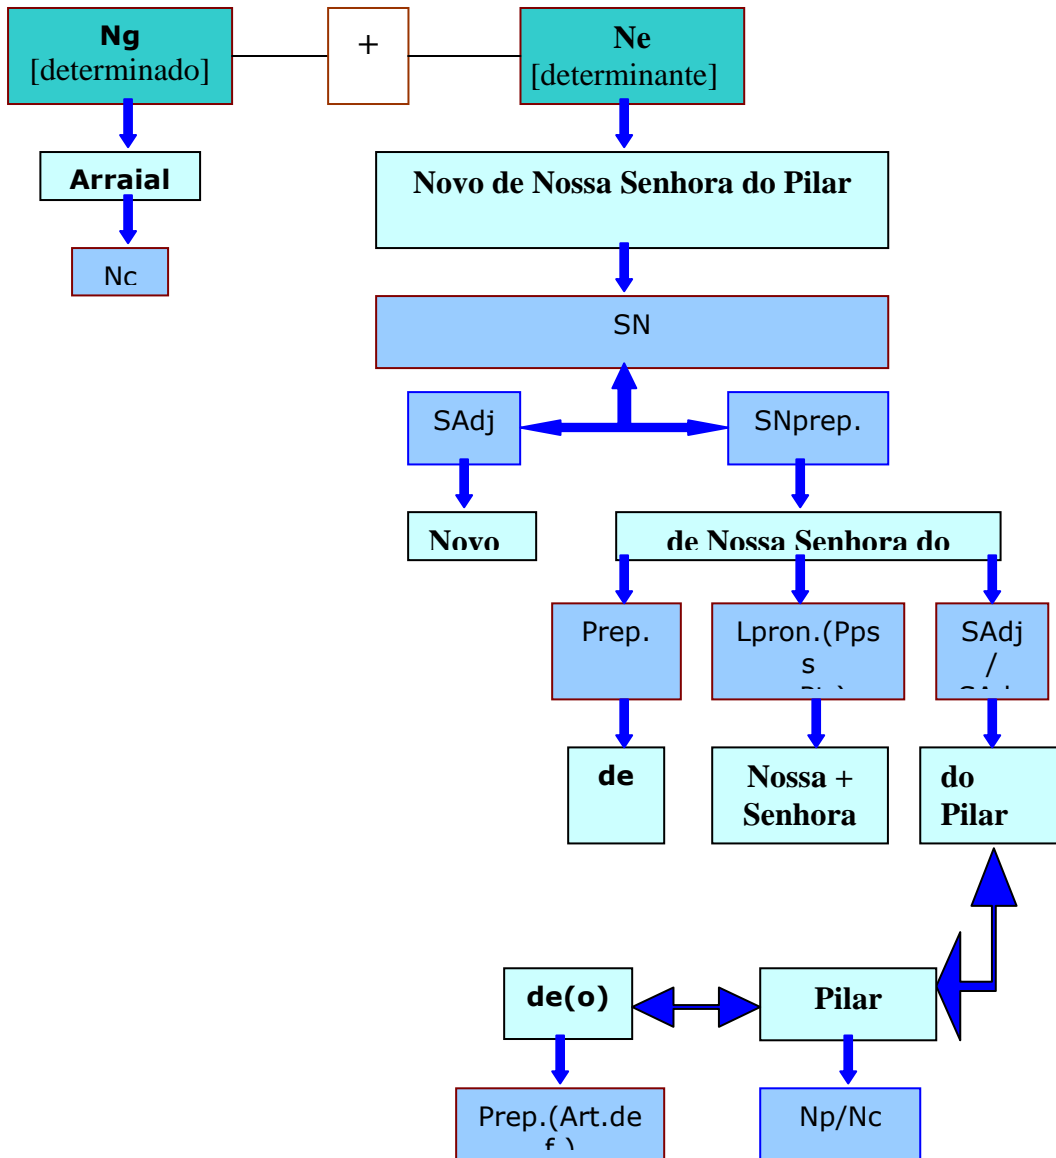 Ng
[determinado]
+
Ne
[determinante]
Arraial
Novo de Nossa Senhora do Pilar
Nc
SN
SAdj
SNprep.
Novo
de Nossa Senhora do
Prep.
Lpron.(Pps
s
SAdj
/
de
Nossa +
Senhora
do
Pilar
de(o)
Pilar
Prep.(Art.de
f.)
Np/Nc